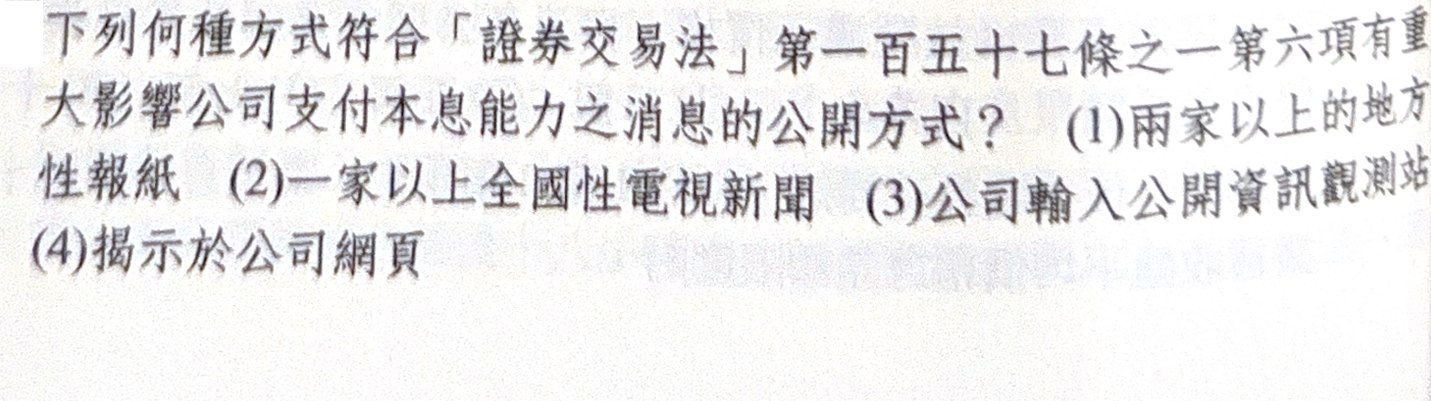 下列何種方式符合「證券交易法」第一百五十七條之一第六項有重
大影響公司支付本息能力之消息的公開方式？ (1)兩家以上的地方
性報紙 (2)一家以上全國性電視新聞 (3)公司輸入公開資訊觀測站
(4)揭示於公司網頁